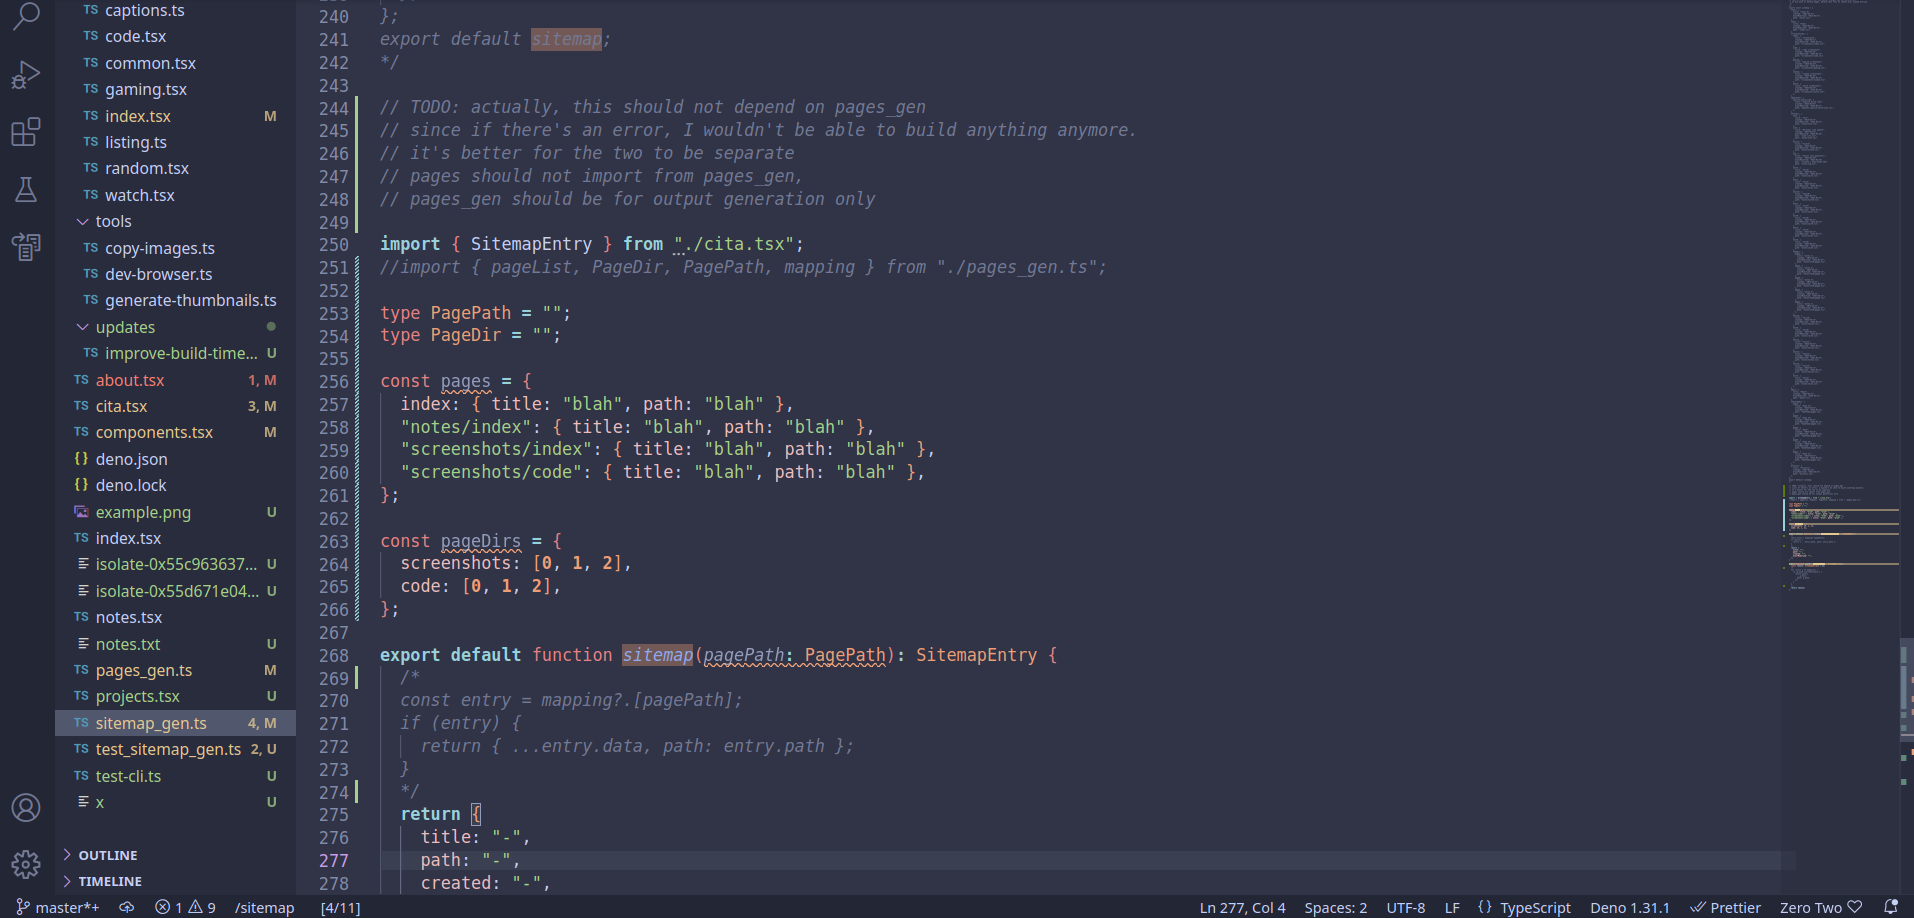 TS captions.ts
TS code.tsx
TS common.tsx
TS gaming.tsx
TS index.tsx M
TS listing.ts
TS random.tsx
TS watch.tsx
tools
TS copy-images.ts
TS dev-browser.ts
TS generate-thumbnails.ts
updates
TS improve-build-time... U
TS about.tsx 1, M
TS cita.tsx 3, M
TS components.tsx M
{} deno.json
{} deno.lock
example.png U
TS index.tsx
isolate-0x55c963637... U
isolate-0x55d671e04... U
TS notes.tsx
notes.txt U
TS pages_gen.ts M
TS projects.tsx U
TS sitemap_gen.ts 4, M
TS test_sitemap_gen.ts 2, U
TS test-cli.ts U
x U
OUTLINE
TIMELINE
240 };
241 export default sitemap;
242 */
243
244 // TODO: actually, this should not depend on pages_gen
245 // since if there's an error, I wouldn't be able to build anything anymore.
246 // it's better for the two to be separate
247 // pages should not import from pages_gen,
248 // pages_gen should be for output generation only
249
250 import { SitemapEntry } from "./cita.tsx";
251 //import { pageList, PageDir, PagePath, mapping } from "./pages_gen.ts";
252
253 type PagePath = "";
254 type PageDir = "";
255
256 const pages = {
257 index: { title: "blah", path: "blah" },
258 "notes/index": { title: "blah", path: "blah" },
259 "screenshots/index": { title: "blah", path: "blah" },
260 "screenshots/code": { title: "blah", path: "blah" },
261 };
262
263 const pageDirs = {
264 screenshots: [0, 1, 2],
265 code: [0, 1, 2],
266 };
267
268 export default function sitemap(pagePath: PagePath): SitemapEntry {
269 /*
270 const entry = mapping?.[pagePath];
271 if (entry) {
272 return { ...entry.data, path: entry.path };
273 }
274 */
275 return {
276 title: "-",
277 path: "-",
278 created: "-",
master*+ 1 9 /sitemap [4/11] Ln 277, Col 4 Spaces: 2 UTF-8 LF {} TypeScript Deno 1.31.1 Prettier Zero Two